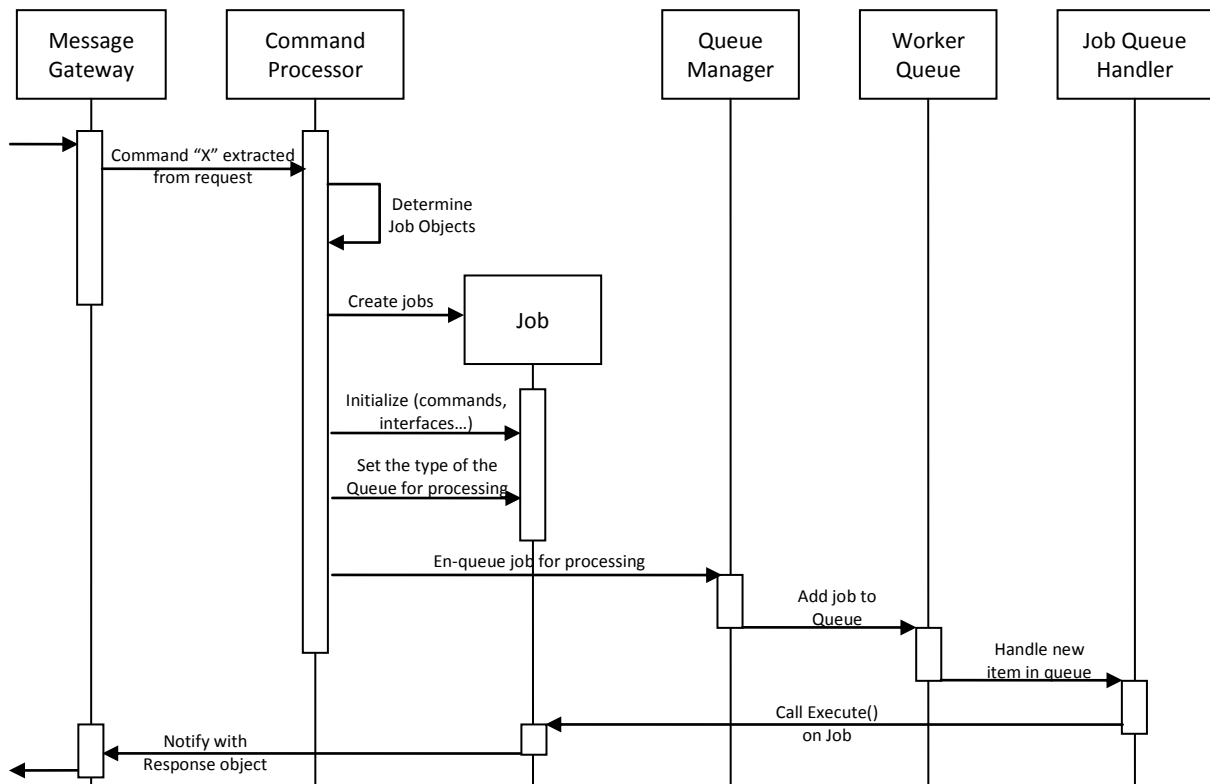 Message
Gateway
Command
Processor
Queue
Manager
Worker
Queue
Job Queue
Handler
Command “X” extracted
from request
Determine
Job Objects
Create jobs
Job
Initialize (commands,
interfaces...)
Set the type of the
Queue for processing
En-queue job for processing
Add job to
Queue
Handle new
item in queue
Call Execute()
on Job
Notify with
Response object